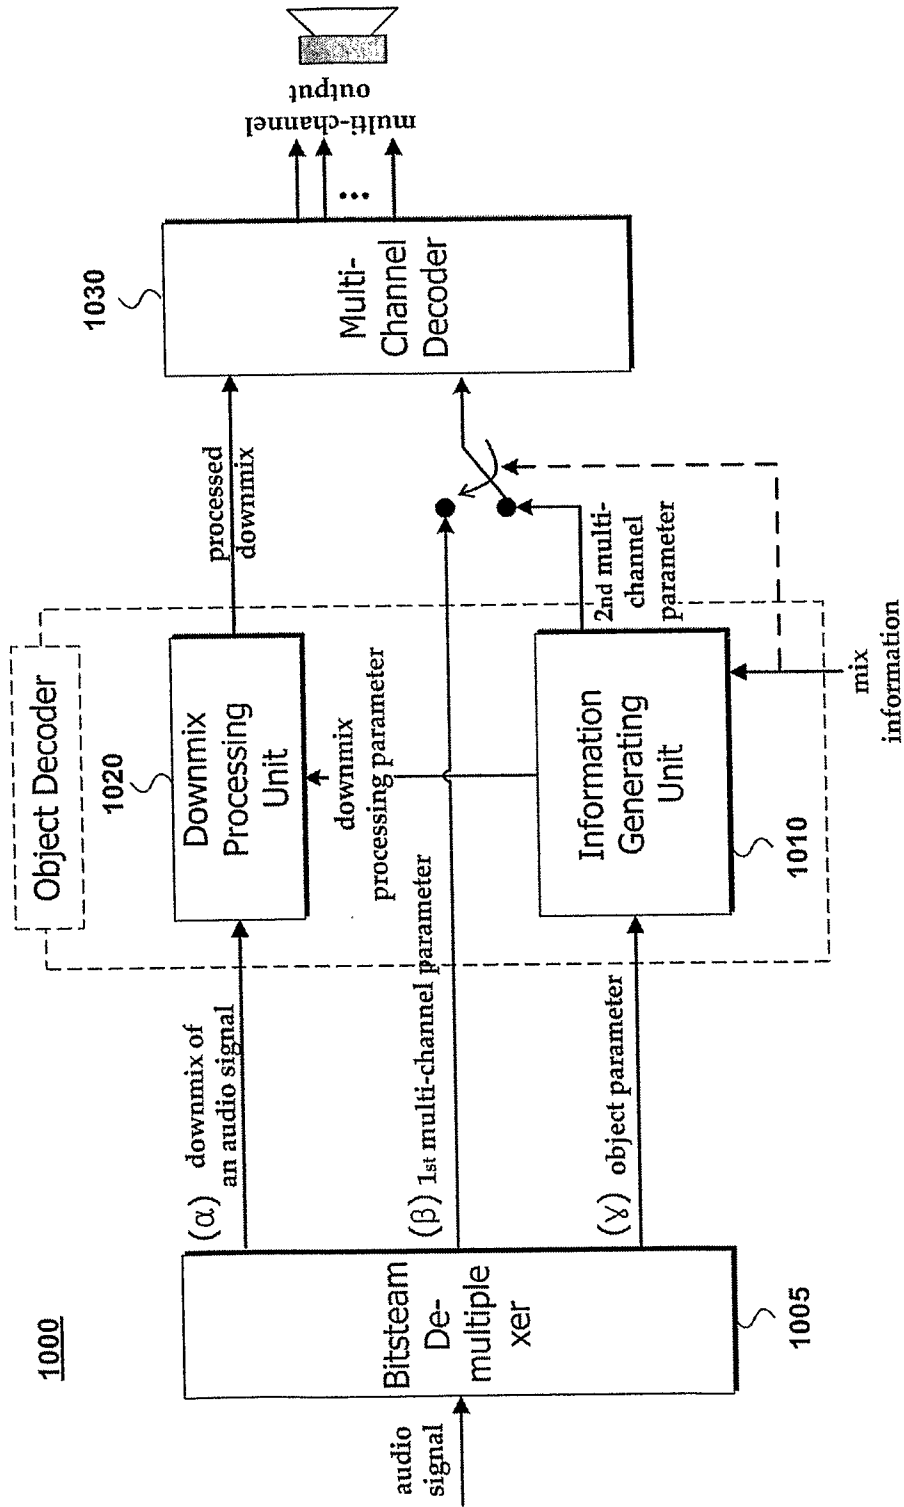 1000
audio
signal
Bitsteam
De-
multiple
xer
1005
(α) downmix of
an audio signal
(β) 1st multi-channel parameter
(γ) object parameter
Object Decoder
1020
Downmix
Processing
Unit
downmix
processing parameter
Information
Generating
Unit
1010
mix
information
processed
downmix
2nd multi-
channel
parameter
1030
Multi-
Channel
Decoder
...
multi-channel
output